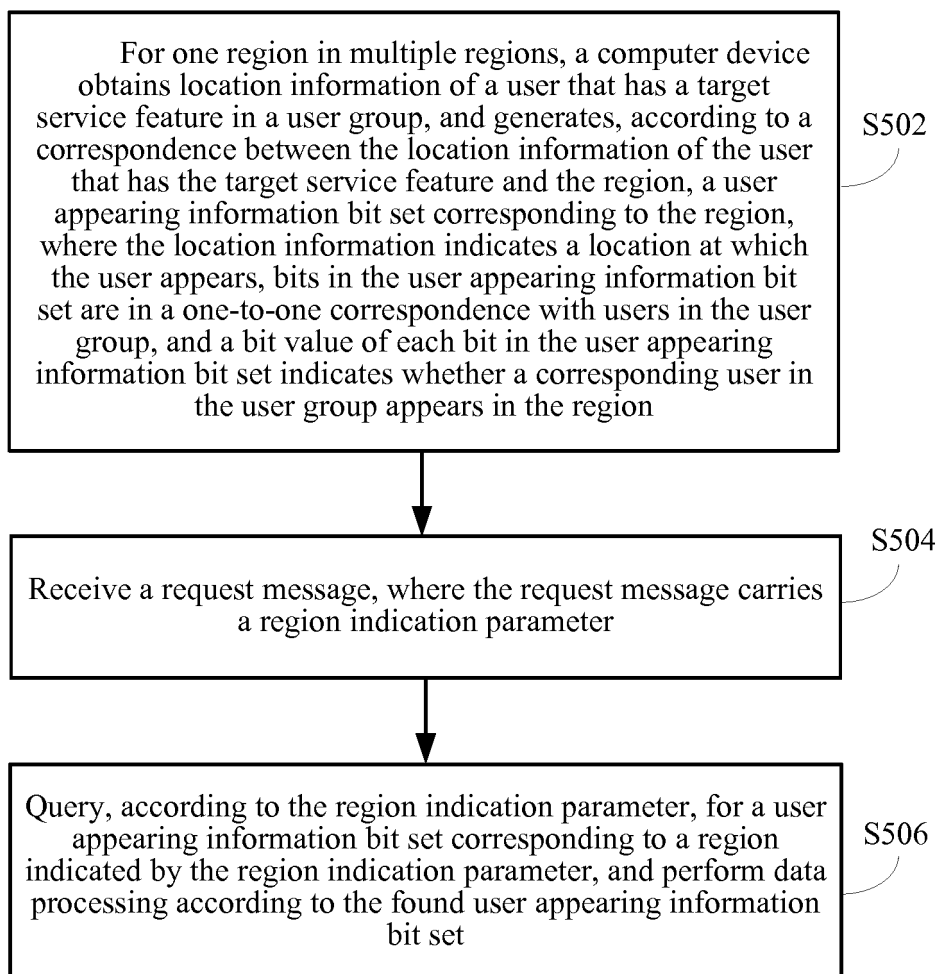 For one region in multiple regions, a computer device
obtains location information of a user that has a target
service feature in a user group, and generates, according to a
correspondence between the location information of the user
that has the target service feature and the region, a user
appearing information bit set corresponding to the region,
where the location information indicates a location at which
the user appears, bits in the user appearing information bit
set are in a one-to-one correspondence with users in the user
group, and a bit value of each bit in the user appearing
information bit set indicates whether a corresponding user in
the user group appears in the region
S502
Receive a request message, where the request message carries
a region indication parameter
S504
Query, according to the region indication parameter, for a user
appearing information bit set corresponding to a region
indicated by the region indication parameter, and perform data
processing according to the found user appearing information
bit set
S506